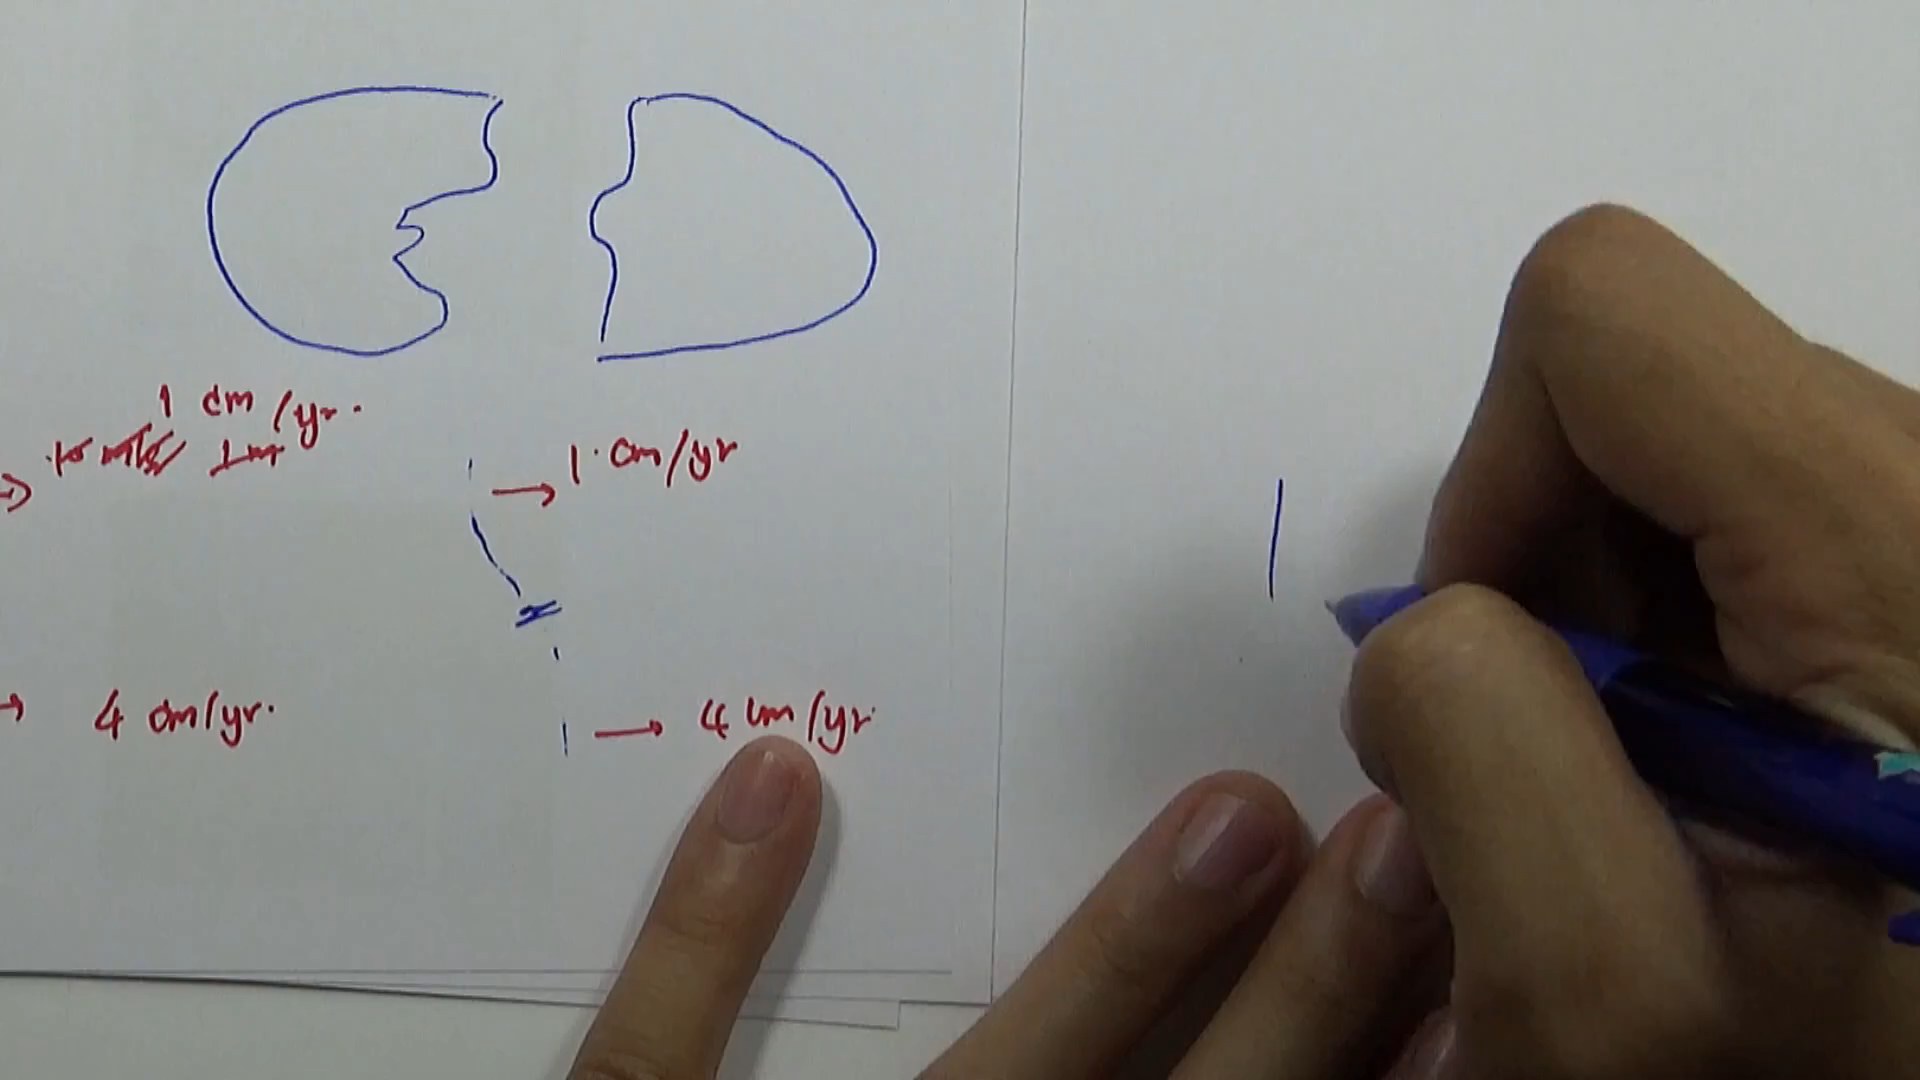 1 cm/yr.
→ 1 cm/yr
→ 4 cm/yr.
→ 4 cm/yr.